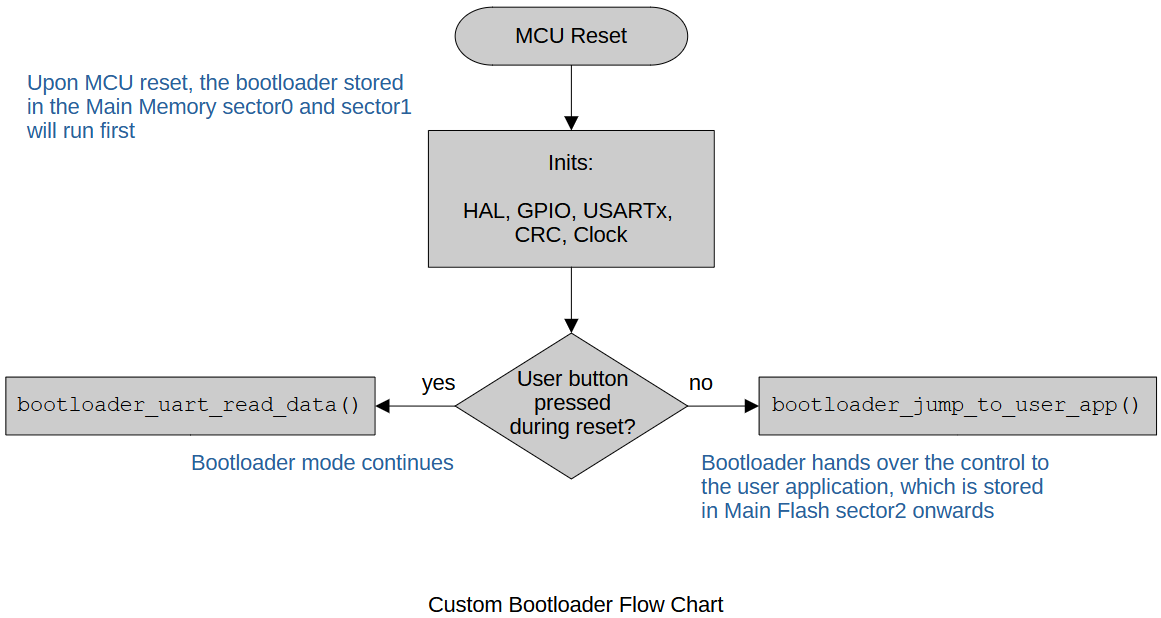 MCU Reset
Upon MCU reset, the bootloader stored
in the Main Memory sector0 and sector1
will run first
Inits:
HAL, GPIO, USARTx,
CRC, Clock
User button
pressed
during reset?
yes
no
bootloader_uart_read_data()
bootloader_jump_to_user_app()
Bootloader mode continues
Bootloader hands over the control to
the user application, which is stored
in Main Flash sector2 onwards
Custom Bootloader Flow Chart